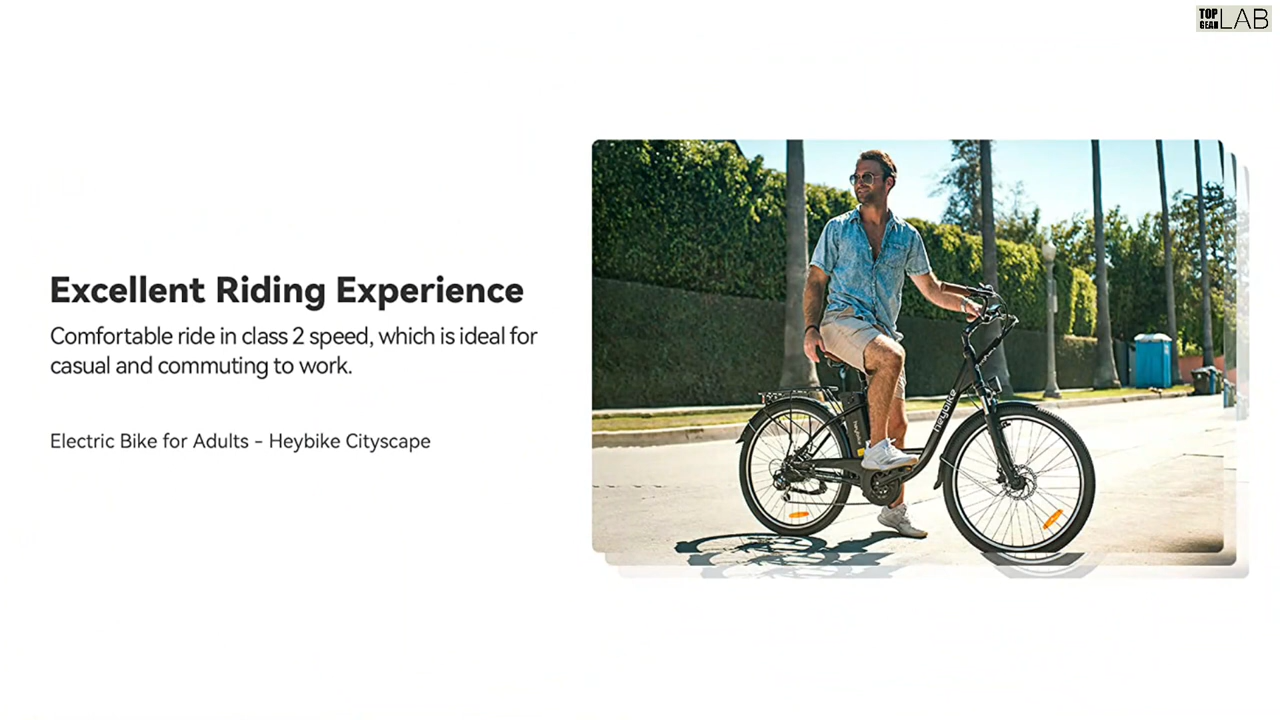 TOP GEAR LAB
Excellent Riding Experience
Comfortable ride in class 2 speed, which is ideal for
casual and commuting to work.
Electric Bike for Adults - Heybike Cityscape
Heybike